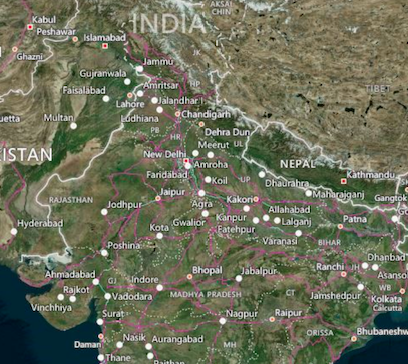 Kabul
INDIA
AKSAI
CHIN
Peshawar
Islamabad
Ghazni
Jammu
Gujranwala
HP
Faisalabad
Amritsar
TIBET
Lahore
Jalandhar I
Multan
Ludhiana
Chandigarh
uetta
PB
Dehra Dun
HR
Meerut
UL
ISTAN
New Delhi
Amroha
NEPAL
Kathmandu
Faridabad
Koil
UP
Dhaurahra
RAJASTHAN
Jaipur
Maharajganj
Gangtok
Agra
Kakori
Jodhpur
Gwalior
Kanpur
Allahabad
Patna
Hyderabad
Kota
Fatehpur
Lalganj
Varanasi
BIHAR
Poshina
Dhanbad
Ahmadabad
Bhopal
Ranchi
JH
Asansol
GJ
Indore
Jabalpur
WB
Rajkot
Vadodara
MADHYA PRADESH
CT
Jamshedpur
Kolkata
Vinchhiya
Calcutta
Surat
Nagpur
Raipur
Daman
Nasik
Aurangabad
MH
ORISSA
Bhubaneshwa
Thane